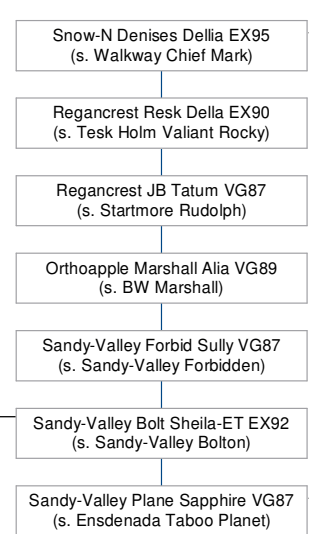 Snow-N Denises Dellia EX95
(s. Walkway Chief Mark)
Regancrest Resk Della EX90
(s. Tesk Holm Valiant Rocky)
Regancrest JB Tatum VG87
(s. Startmore Rudolph)
Orthoapple Marshall Alia VG89
(s. BW Marshall)
Sandy-Valley Forbid Sully VG87
(s. Sandy-Valley Forbidden)
Sandy-Valley Bolt Sheila-ET EX92
(s. Sandy-Valley Bolton)
Sandy-Valley Plane Sapphire VG87
(s. Ensdenada Taboo Planet)